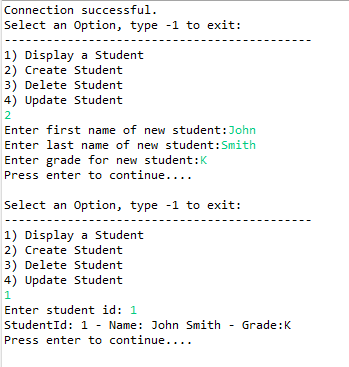 Connection successful.
Select an Option, type -1 to exit:
--------------------------------------------
1) Display a Student
2) Create Student
3) Delete Student
4) Update Student
2
Enter first name of new student:John
Enter last name of new student:Smith
Enter grade for new student:K
Press enter to continue....
Select an Option, type -1 to exit:
--------------------------------------------
1) Display a Student
2) Create Student
3) Delete Student
4) Update Student
1
Enter student id: 1
StudentId: 1 - Name: John Smith - Grade:K
Press enter to continue....